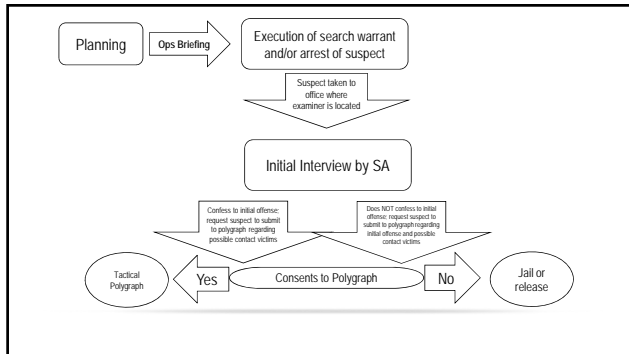 Planning
Ops Briefing
Execution of search warrant
and/or arrest of suspect
Suspect taken to
office where
examiner is
located
Initial Interview by SA
Confess to initial offense;
request suspect to submit
to polygraph regarding
possible contact victims
Does NOT confess to initial
offense; request suspect to
submit to polygraph regarding
initial offense and possible
contact victims
Tactical
Polygraph
Yes
Consents to Polygraph
No
Jail or
release